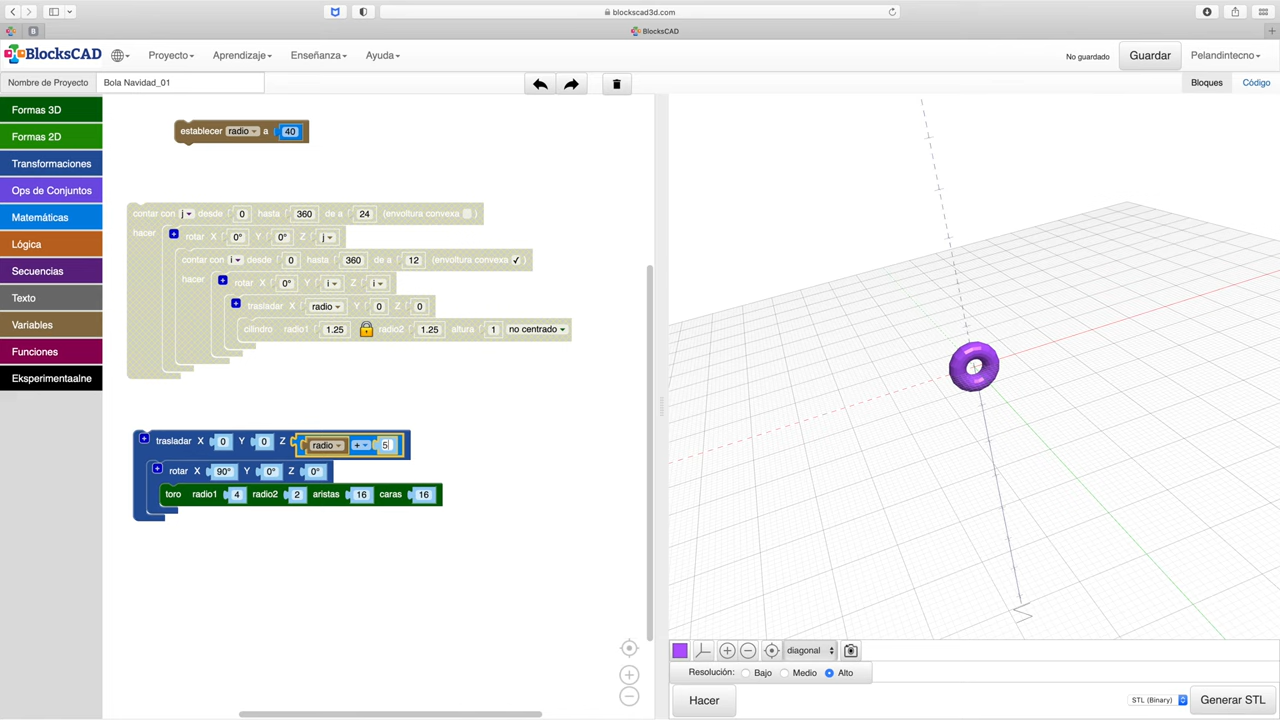 blockscad3d.com
B
BlocksCAD
BlocksCAD
Proyecto
Aprendizaje
Enseñanza
Ayuda
No guardado
Guardar
Pelandintecno
Nombre de Proyecto
Bola Navidad_01
Bloques
Código
Formas 3D
Formas 2D
Transformaciones
Ops de Conjuntos
Matemáticas
Lógica
Secuencias
Texto
Variables
Funciones
Eksperimentaalne
establecer radio a 40
contar con j desde 0 hasta 360 de a 24 (envoltura convexa )
hacer
rotar X 0° Y 0° Z j
contar con i desde 0 hasta 360 de a 12 (envoltura convexa ✓ )
hacer
rotar X 0° Y i Z i
trasladar X radio Y 0 Z 0
cilindro radio1 1.25 radio2 1.25 altura 1 no centrado
trasladar X 0 Y 0 Z radio + 5
rotar X 90° Y 0° Z 0°
toro radio1 4 radio2 2 aristas 16 caras 16
diagonal
Resolución: Bajo Medio Alto
Hacer
STL (Binary)
Generar STL